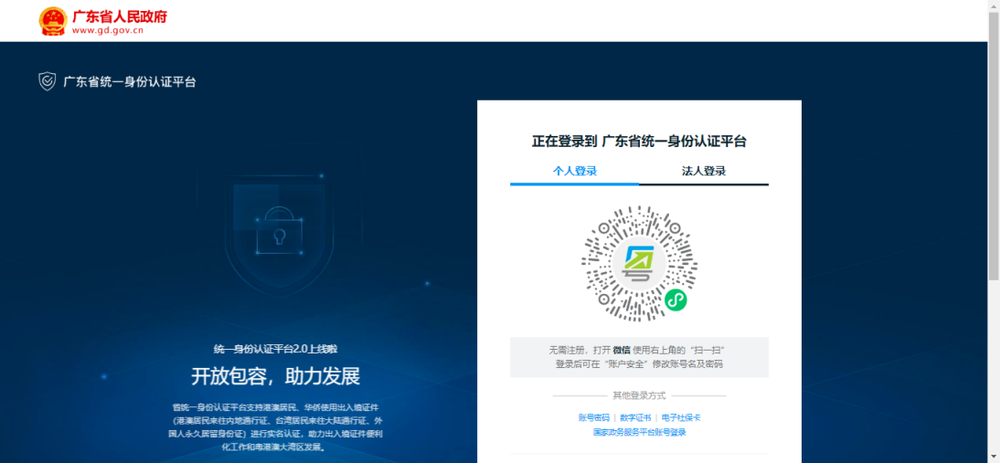 广东省人民政府
www.gd.gov.cn
广东省统一身份认证平台
统一身份认证平台2.0上线啦
开放包容，助力发展
省统一身份认证平台支持港澳居民、华侨使用出入境证件
（港澳居民来往内地通行证、台湾居民来往大陆通行证、外
国人永久居留身份证）进行实名认证，助力出入境证件便利
化工作和粤港澳大湾区发展。
正在登录到 广东省统一身份认证平台
个人登录 法人登录
无需注册，打开 微信 使用右上角的“扫一扫”
登录后可在“账户安全”修改账号名及密码
其他登录方式
账号密码 | 数字证书 | 电子社保卡
国家政务服务平台账号登录